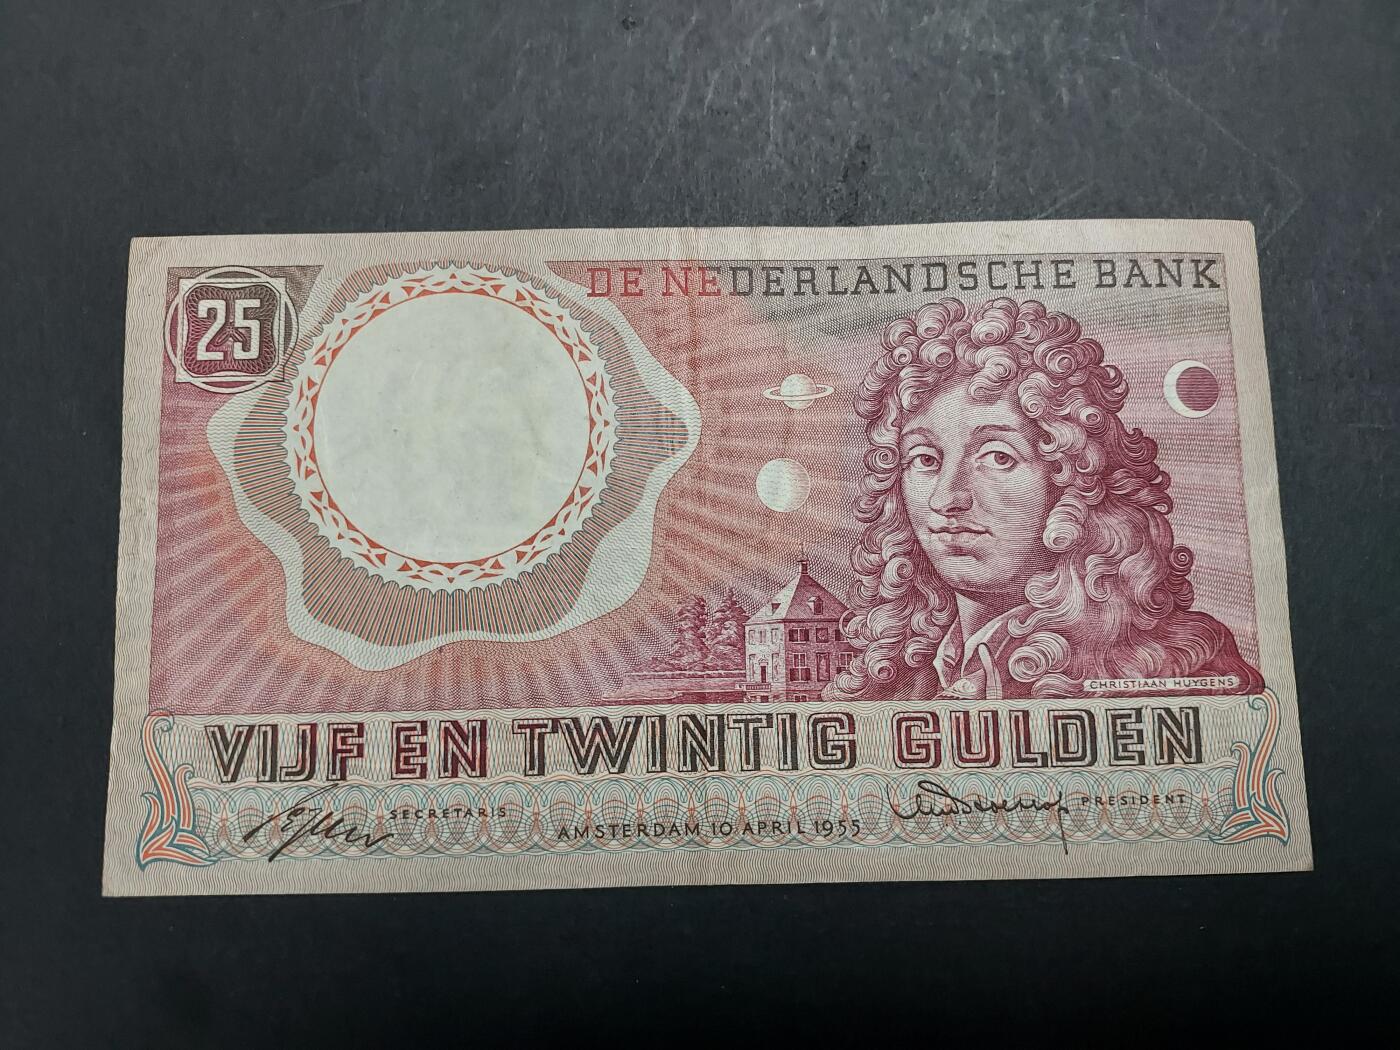 DE NEDERLANDSCHE BANK
25
CHRISTIAAN HUYGENS
VIJF EN TWINTIG GULDEN
SECRETARIS
PRESIDENT
AMSTERDAM 10 APRIL 1955